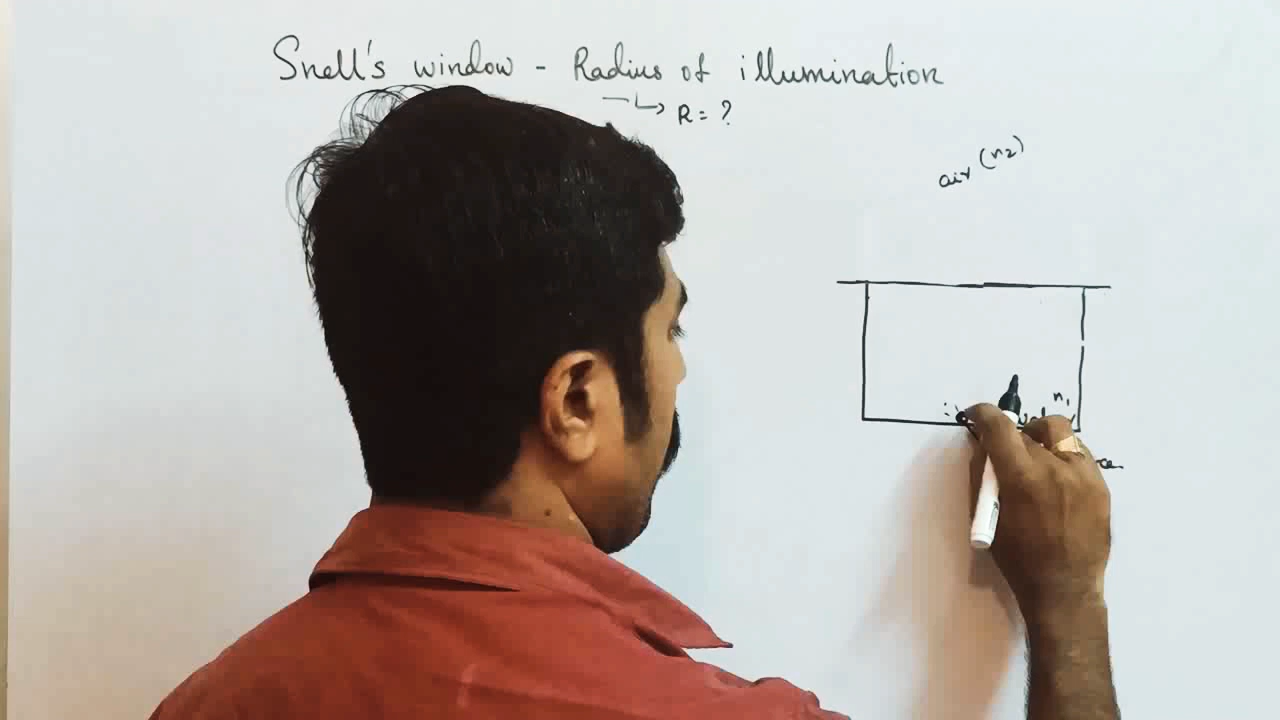 Snell's window - Radius of illumination
R = ?
air (n2)
n1